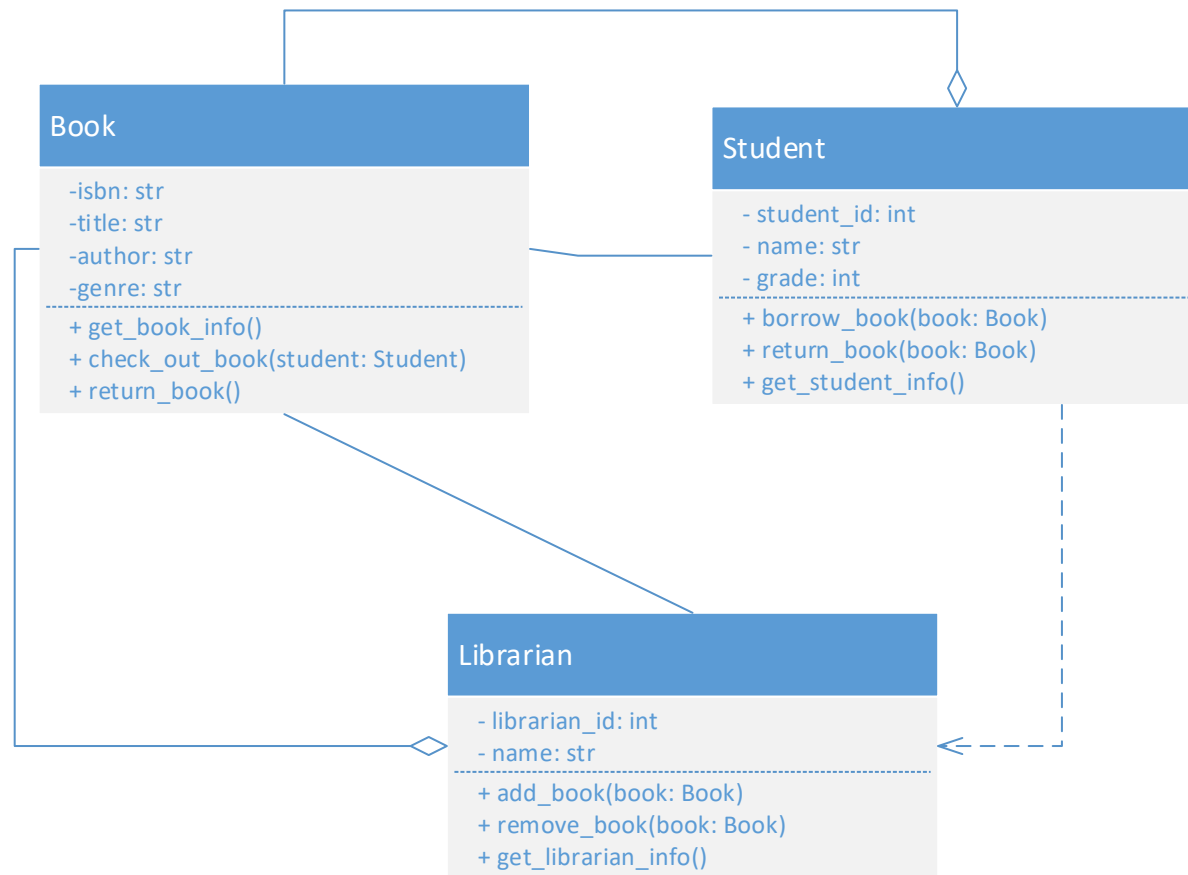 Book
-isbn: str
-title: str
-author: str
-genre: str
+ get_book_info()
+ check_out_book(student: Student)
+ return_book()
Student
- student_id: int
- name: str
- grade: int
+ borrow_book(book: Book)
+ return_book(book: Book)
+ get_student_info()
Librarian
- librarian_id: int
- name: str
+ add_book(book: Book)
+ remove_book(book: Book)
+ get_librarian_info()